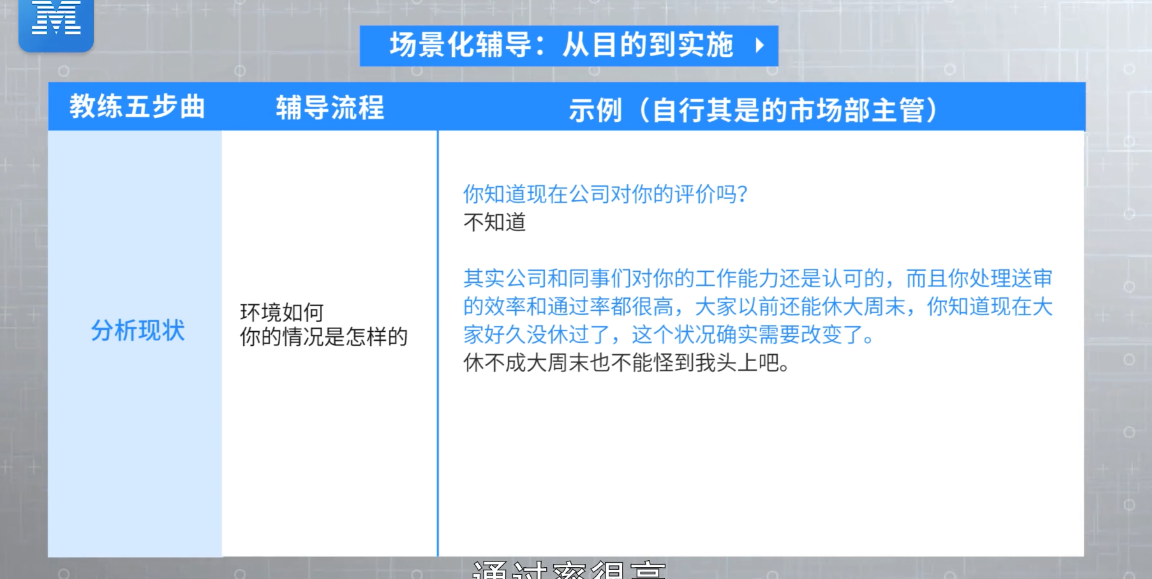 M
场景化辅导：从目的到实施
教练五步曲
辅导流程
示例（自行其是的市场部主管）
分析现状
环境如何
你的情况是怎样的
你知道现在公司对你的评价吗？
不知道
其实公司和同事们对你的工作能力还是认可的，而且你处理送审
的效率和通过率都很高，大家以前还能休大周末，你知道现在大
家好久没休过了，这个状况确实需要改变了。
休不成大周末也不能怪到我头上吧。
通过率很高